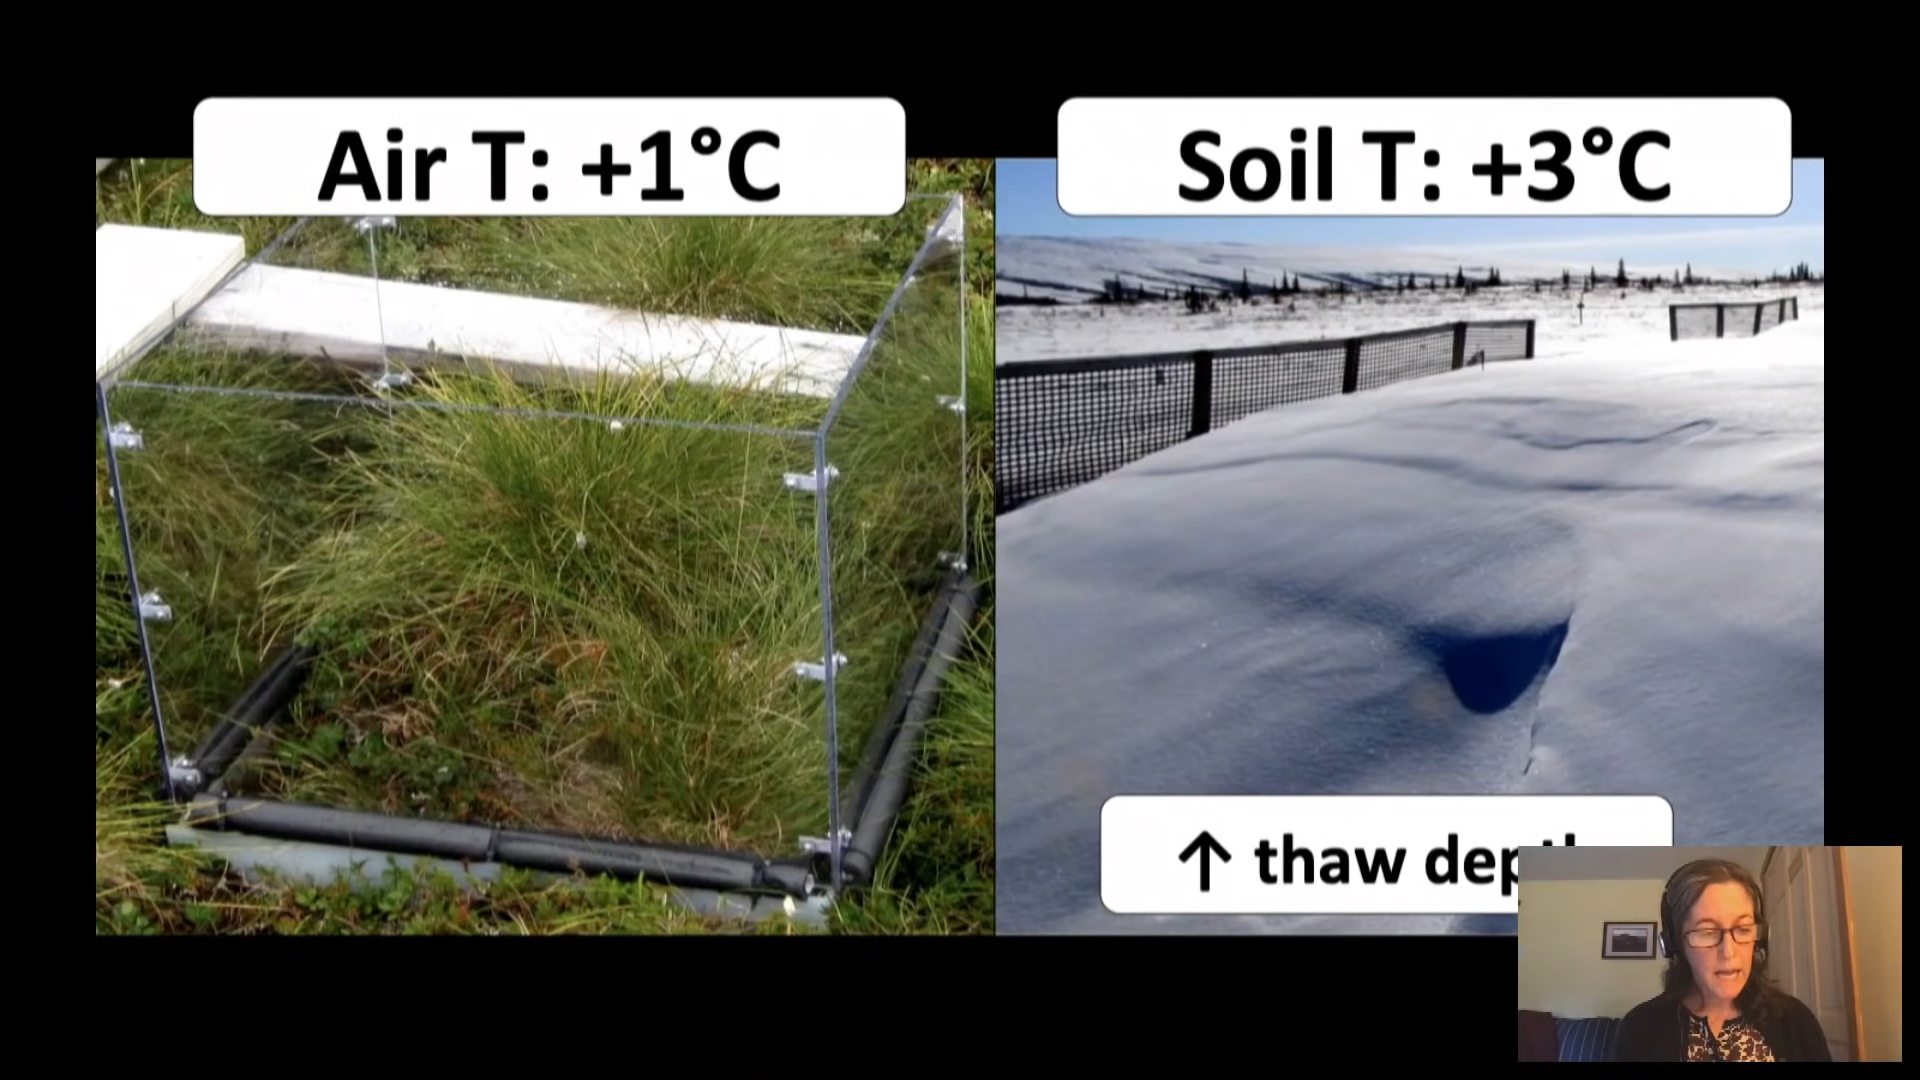 Air T: +1°C
Soil T: +3°C
↑ thaw